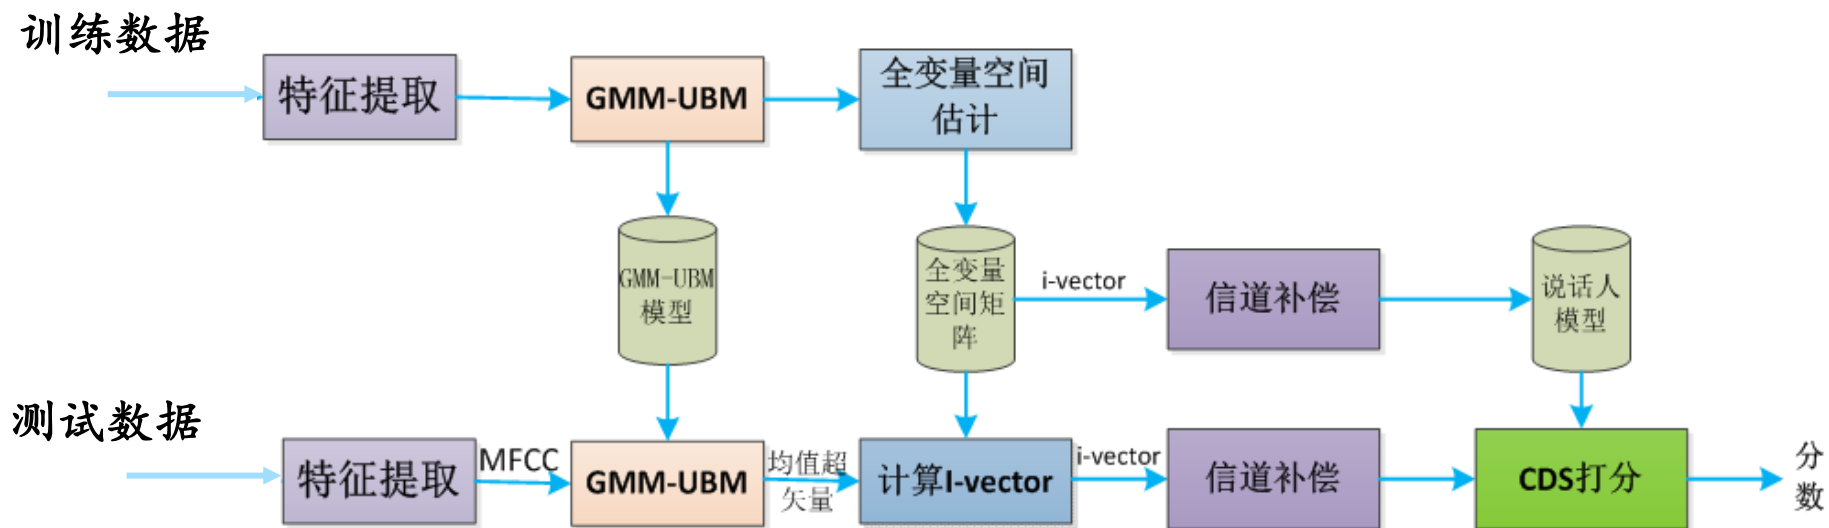 训练数据
特征提取
GMM-UBM
全变量空间
估计
GMM-UBM
模型
全变量
空间矩
阵
i-vector
信道补偿
说话人
模型
测试数据
特征提取
MFCC
GMM-UBM
均值超
矢量
计算I-vector
i-vector
信道补偿
CDS打分
分
数